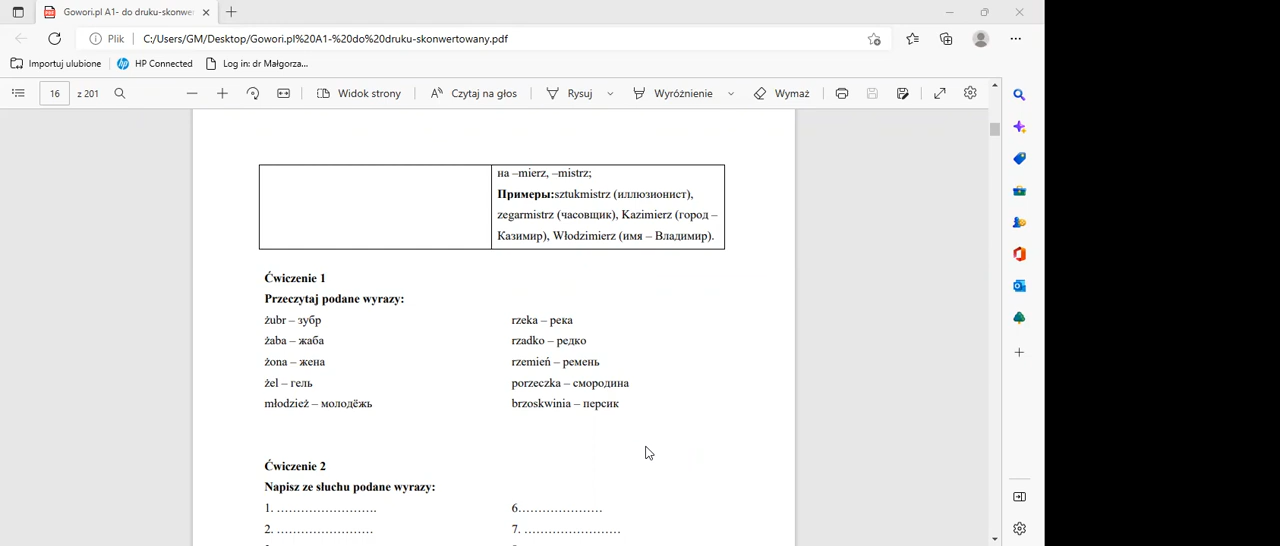 Gowori.pl A1- do druku-skonwer
Plik C:/Users/GM/Desktop/Gowori.pl%20A1-%20do%20druku-skonwertowany.pdf
Importuj ulubione HP Connected Log in: dr Małgorza...
16 z 201 Widok strony Czytaj na głos Rysuj Wyróżnienie Wymaż
на –mierz, –mistrz;
Примеры:sztukmistrz (иллюзионист),
zegarmistrz (часовщик), Kazimierz (город –
Казимир), Włodzimierz (имя – Владимир).
Ćwiczenie 1
Przeczytaj podane wyrazy:
żubr – зубр rzeka – река
żaba – жаба rzadko – редко
żona – жена rzemień – ремень
żel – гель porzeczka – смородина
młodzież – молодёжь brzoskwinia – персик
Ćwiczenie 2
Napisz ze słuchu podane wyrazy:
1. ……………………. 6…………………
2. …………………… 7. ……………………